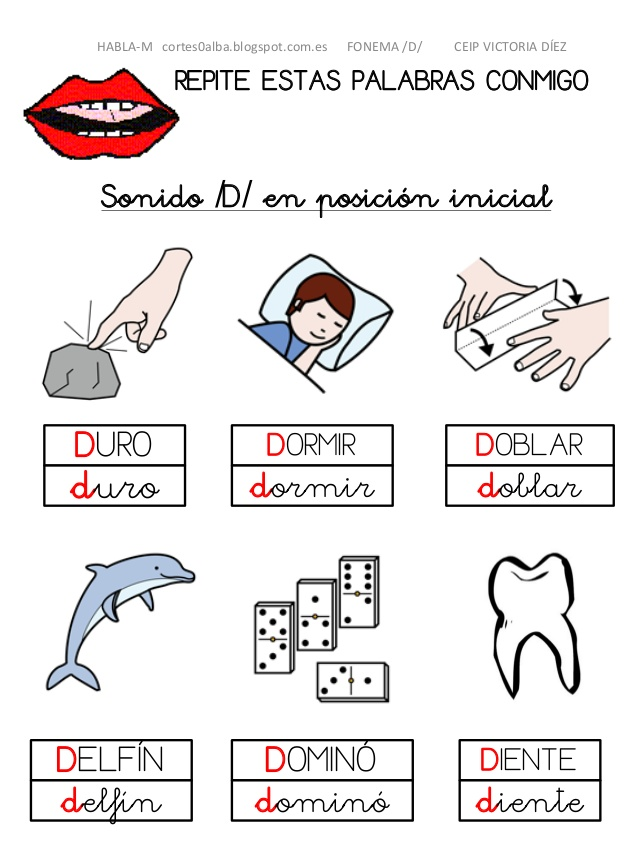 HABLA-M cortes0alba.blogspot.com.es FONEMA /D/ CEIP VICTORIA DÍEZ
REPITE ESTAS PALABRAS CONMIGO
Sonido /D/ en posición inicial
DURO DORMIR DOBLAR
duro dormir doblar
DELFÍN DOMINÓ DIENTE
delfín dominó diente